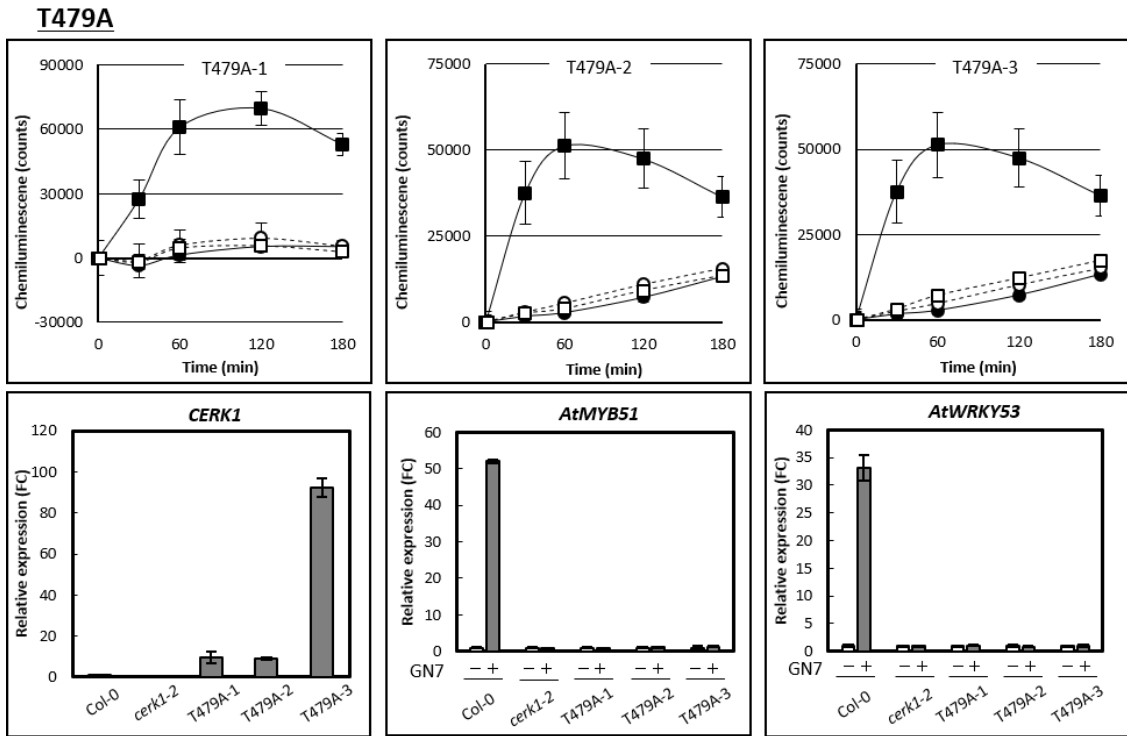 T479A
T479A-1
Chemiluminescene (counts)
90000
60000
30000
0
-30000
0 60 120 180
Time (min)
T479A-2
Chemiluminescene (counts)
75000
50000
25000
0
0 60 120 180
Time (min)
T479A-3
Chemiluminescene (counts)
75000
50000
25000
0
0 60 120 180
Time (min)
CERK1
Relative expression (FC)
120
100
80
60
40
20
0
Col-0 cerk1-2 T479A-1 T479A-2 T479A-3
AtMYB51
Relative expression (FC)
60
50
40
30
20
10
0
GN7 − + − + − + − + − +
Col-0 cerk1-2 T479A-1 T479A-2 T479A-3
AtWRKY53
Relative expression (FC)
40
35
30
25
20
15
10
5
0
GN7 − + − + − + − + − +
Col-0 cerk1-2 T479A-1 T479A-2 T479A-3